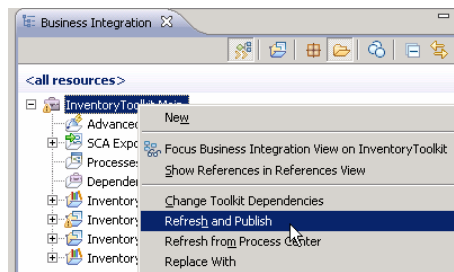 Business Integration
<all resources>
InventoryToolkit Main
New
Advanced
SCA Expo
Focus Business Integration View on InventoryToolkit
Processes
Show References in References View
Depender
Inventory
Change Toolkit Dependencies
Inventory
Refresh and Publish
Inventory
Refresh from Process Center
Inventory
Replace With